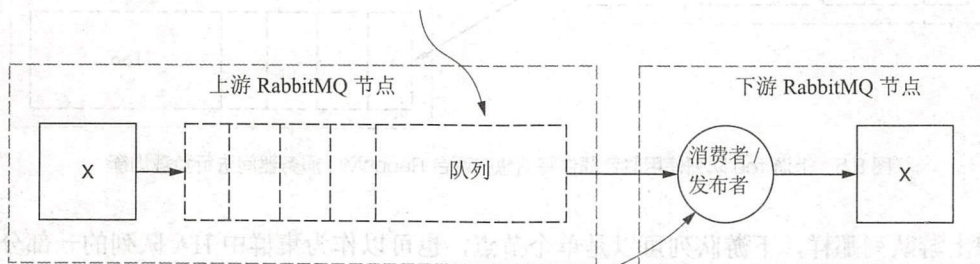 上游 RabbitMQ 节点
下游 RabbitMQ 节点
X
队列
消费者 /
发布者
X